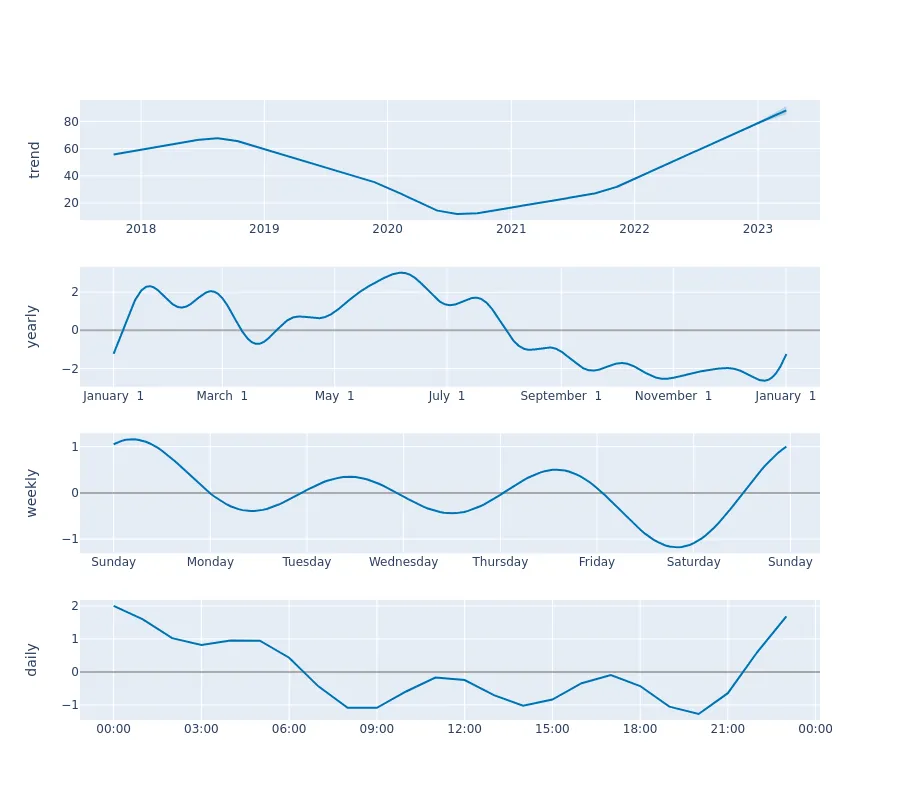 trend
80
60
40
20
2018 2019 2020 2021 2022 2023
yearly
2
0
−2
January 1 March 1 May 1 July 1 September 1 November 1 January 1
weekly
1
0
−1
Sunday Monday Tuesday Wednesday Thursday Friday Saturday Sunday
daily
2
1
0
−1
00:00 03:00 06:00 09:00 12:00 15:00 18:00 21:00 00:00